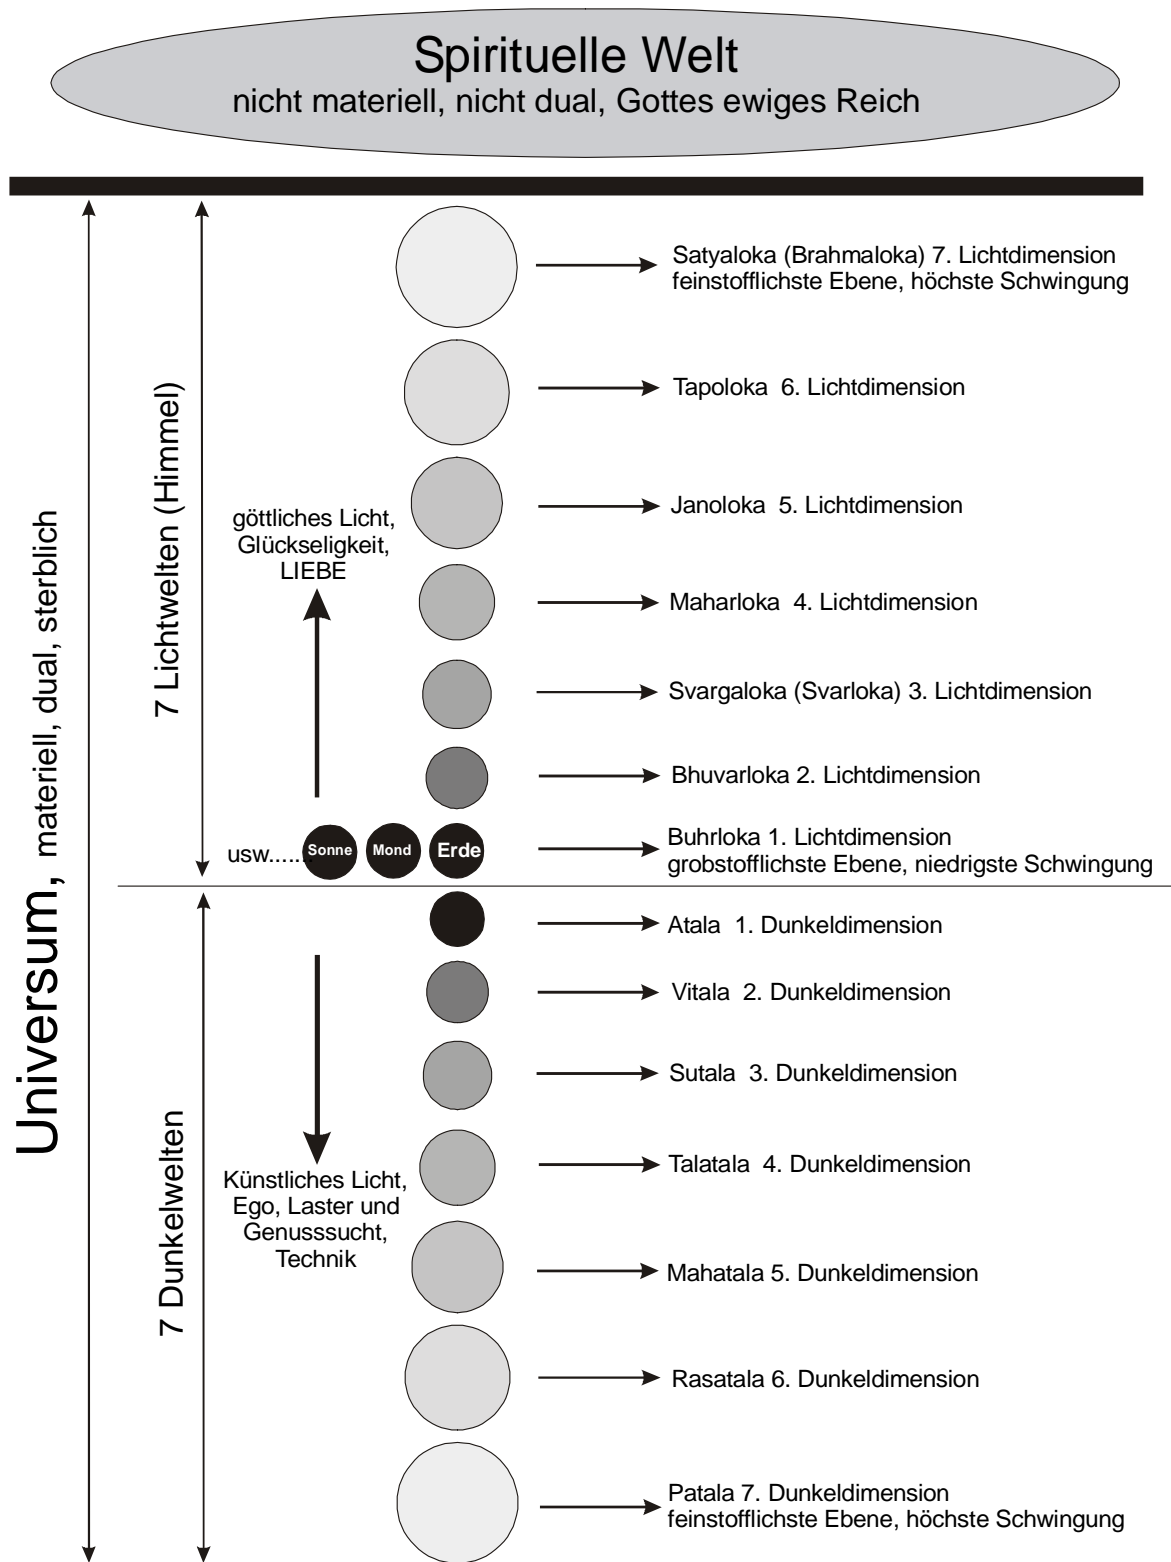 Spirituelle Welt
nicht materiell, nicht dual, Gottes ewiges Reich
Universum, materiell, dual, sterblich
7 Lichtwelten (Himmel)
Satyaloka (Brahmaloka) 7. Lichtdimension
feinstofflichste Ebene, höchste Schwingung
Tapoloka 6. Lichtdimension
Janoloka 5. Lichtdimension
göttliches Licht,
Glückseligkeit,
LIEBE
Maharloka 4. Lichtdimension
Svargaloka (Svarloka) 3. Lichtdimension
Bhuvarloka 2. Lichtdimension
usw....... Sonne Mond Erde
Buhrloka 1. Lichtdimension
grobstofflichste Ebene, niedrigste Schwingung
7 Dunkelwelten
Atala 1. Dunkeldimension
Vitala 2. Dunkeldimension
Sutala 3. Dunkeldimension
Talatala 4. Dunkeldimension
Künstliches Licht,
Ego, Laster und
Genusssucht,
Technik
Mahatala 5. Dunkeldimension
Rasatala 6. Dunkeldimension
Patala 7. Dunkeldimension
feinstofflichste Ebene, höchste Schwingung